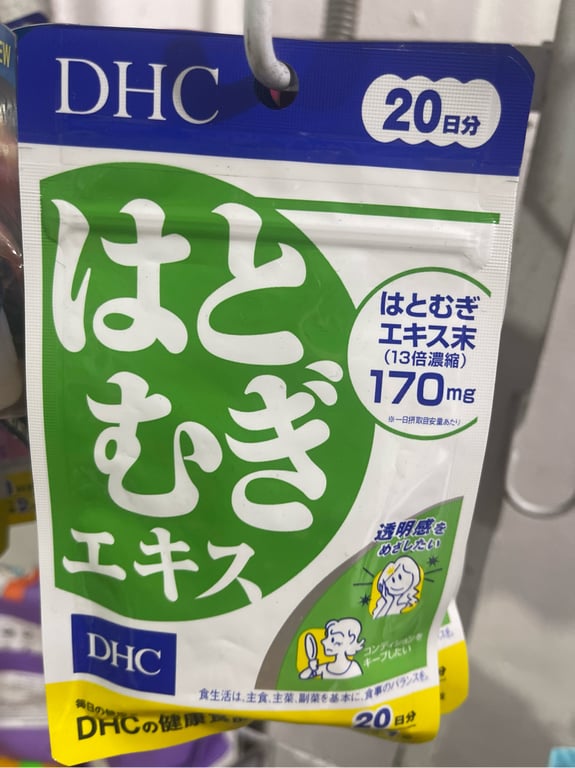 DHC
20日分
はと
むぎ
エキス
はとむぎ
エキス末
(13倍濃縮)
170mg
※一日摂取目安量あたり
透明感を
めざしたい
コンディションを
キープしたい
DHC
食生活は、主食、主菜、副菜を基本に、食事のバランスを。
DHCの健康食
20日分